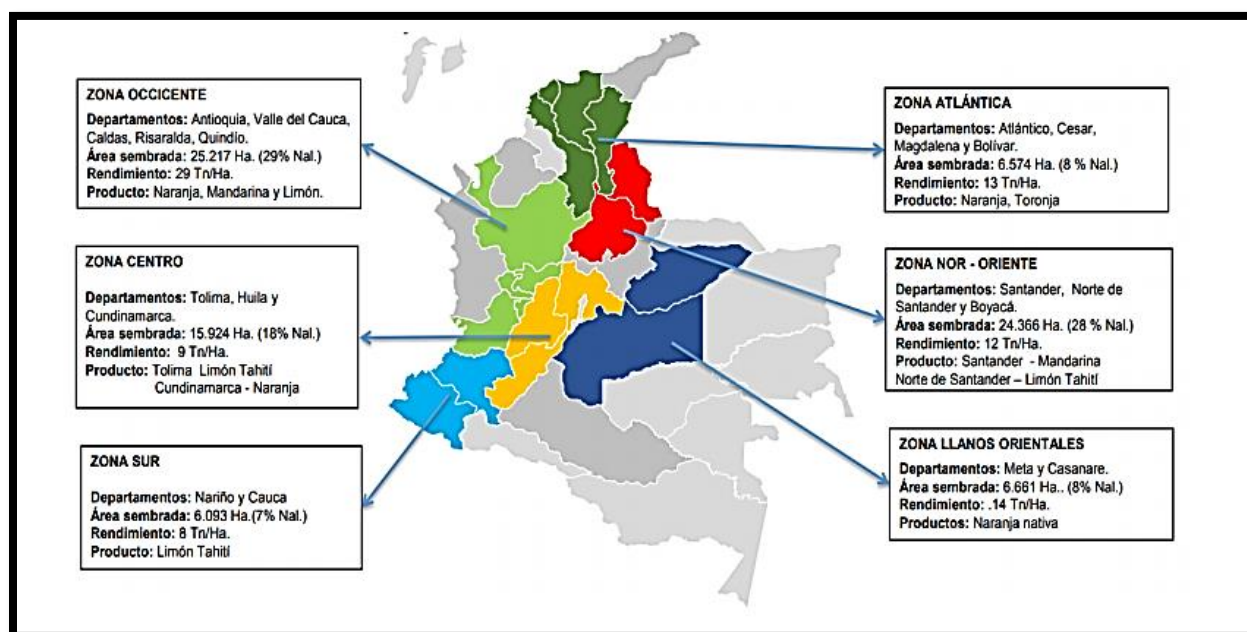 ZONA OCCICENTE
Departamentos: Antioquia, Valle del Cauca,
Caldas, Risaralda, Quindío.
Área sembrada: 25.217 Ha. (29% Nal.)
Rendimiento: 29 Tn/Ha.
Producto: Naranja, Mandarina y Limón.
ZONA CENTRO
Departamentos: Tolima, Huila y
Cundinamarca.
Área sembrada: 15.924 Ha. (18% Nal.)
Rendimiento: 9 Tn/Ha.
Producto: Tolima Limón Tahití
Cundinamarca - Naranja
ZONA SUR
Departamentos: Nariño y Cauca
Área sembrada: 6.093 Ha.(7% Nal.)
Rendimiento: 8 Tn/Ha.
Producto: Limón Tahití
ZONA ATLÁNTICA
Departamentos: Atlántico, Cesar,
Magdalena y Bolívar.
Área sembrada: 6.574 Ha. (8 % Nal.)
Rendimiento: 13 Tn/Ha.
Producto: Naranja, Toronja
ZONA NOR - ORIENTE
Departamentos: Santander, Norte de
Santander y Boyacá.
Área sembrada: 24.366 Ha. (28 % Nal.)
Rendimiento: 12 Tn/Ha.
Producto: Santander - Mandarina
Norte de Santander – Limón Tahití
ZONA LLANOS ORIENTALES
Departamentos: Meta y Casanare.
Área sembrada: 6.661 Ha.. (8% Nal.)
Rendimiento: .14 Tn/Ha.
Productos: Naranja nativa